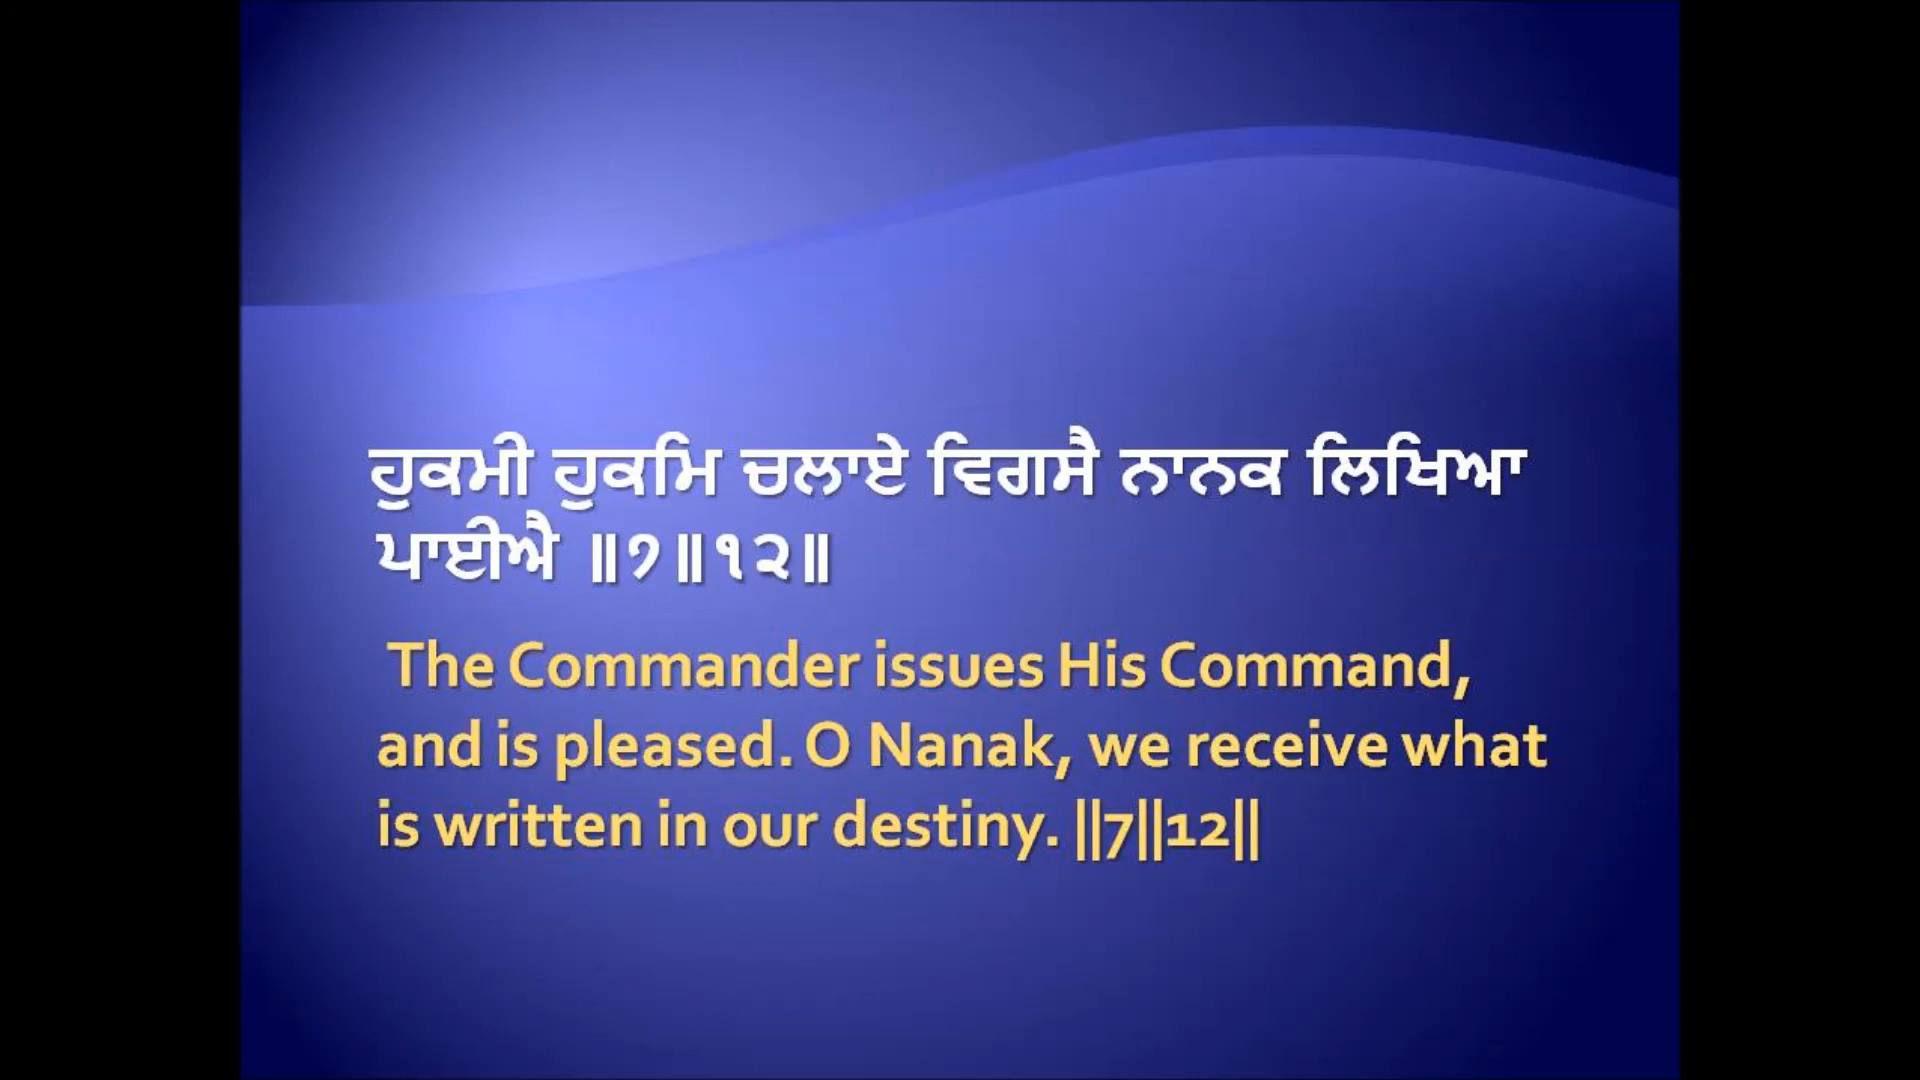 ਹੁਕਮੀ ਹੁਕਮਿ ਚਲਾਏ ਵਿਗਸੈ ਨਾਨਕ ਲਿਖਿਆ
ਪਾਈਐ ॥੭॥੧੨॥
The Commander issues His Command,
and is pleased. O Nanak, we receive what
is written in our destiny. ||7||12||